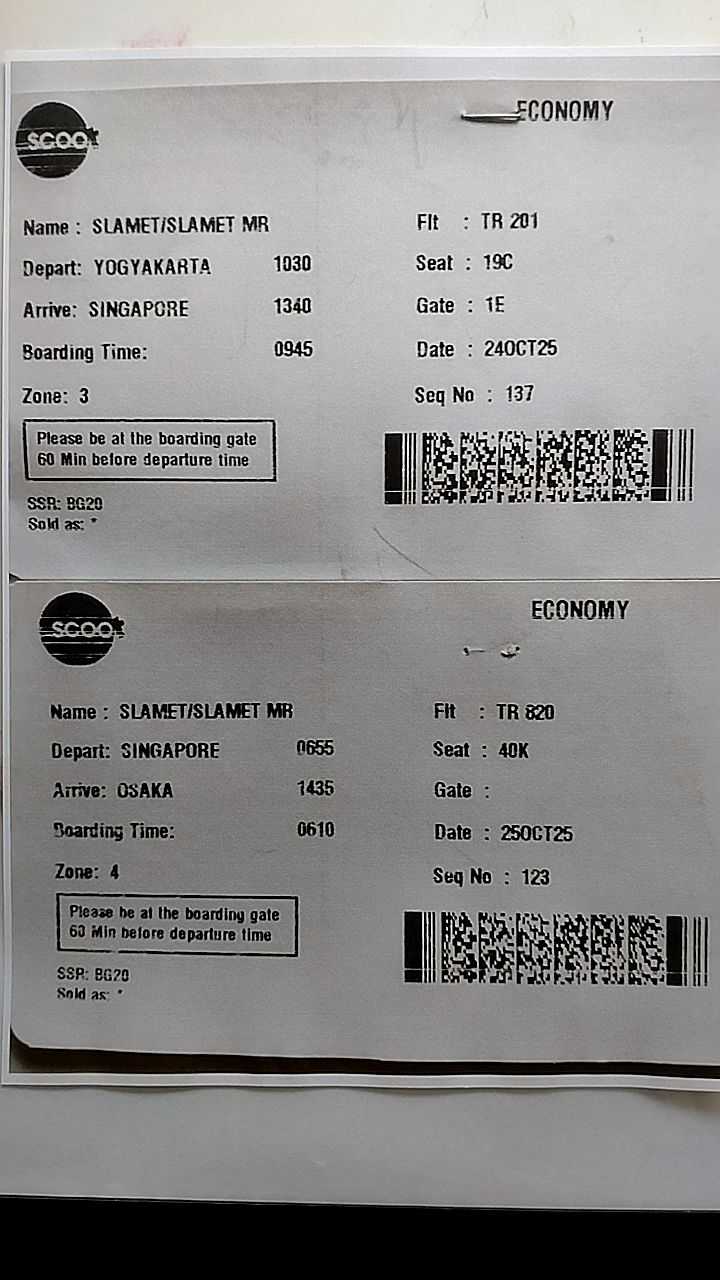 SCOOT
ECONOMY
Name : SLAMET/SLAMET MR
Flt : TR 201
Depart: YOGYAKARTA 1030
Seat : 19C
Arrive: SINGAPORE 1340
Gate : 1E
Boarding Time: 0945
Date : 24OCT25
Zone: 3
Seq No : 137
Please be at the boarding gate
60 Min before departure time
SSR: BG20
Sold as: *
SCOOT
ECONOMY
Name : SLAMET/SLAMET MR
Flt : TR 820
Depart: SINGAPORE 0655
Seat : 40K
Arrive: OSAKA 1435
Gate :
Boarding Time: 0610
Date : 25OCT25
Zone: 4
Seq No : 123
Please be at the boarding gate
60 Min before departure time
SSR: BG20
Sold as: *